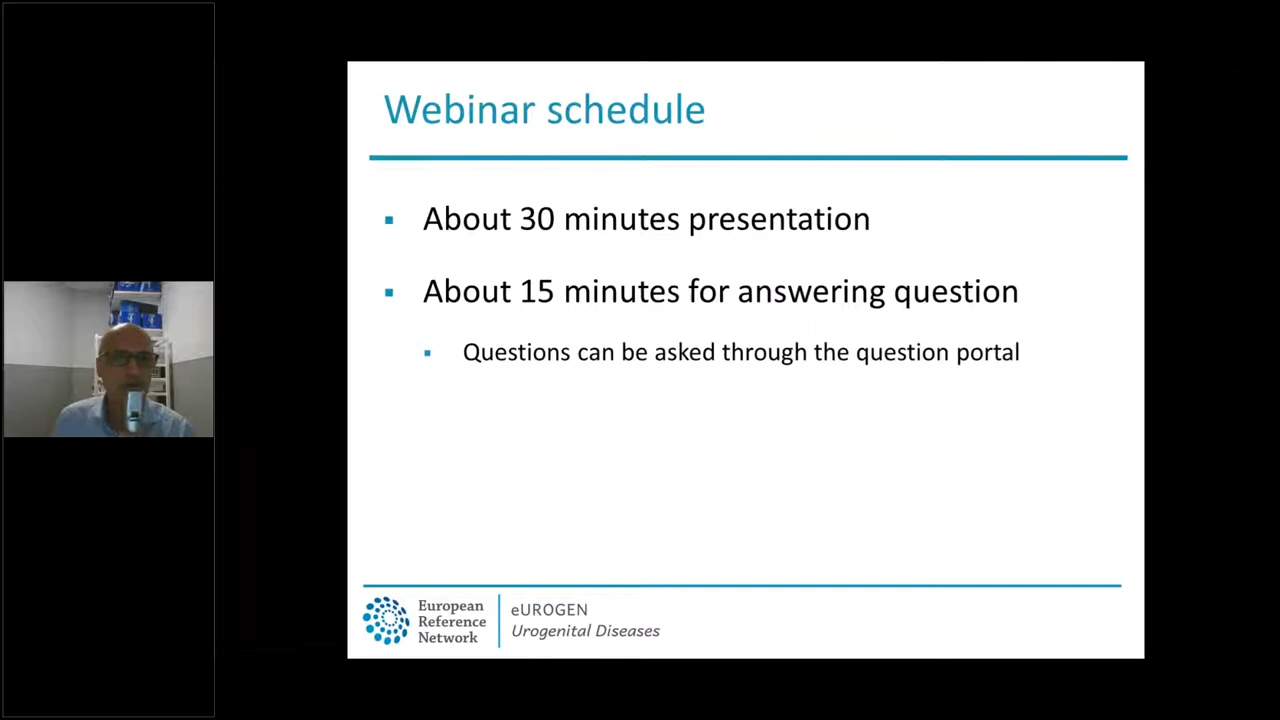 Webinar schedule
About 30 minutes presentation
About 15 minutes for answering question
Questions can be asked through the question portal
European
Reference
Network
eUROGEN
Urogenital Diseases